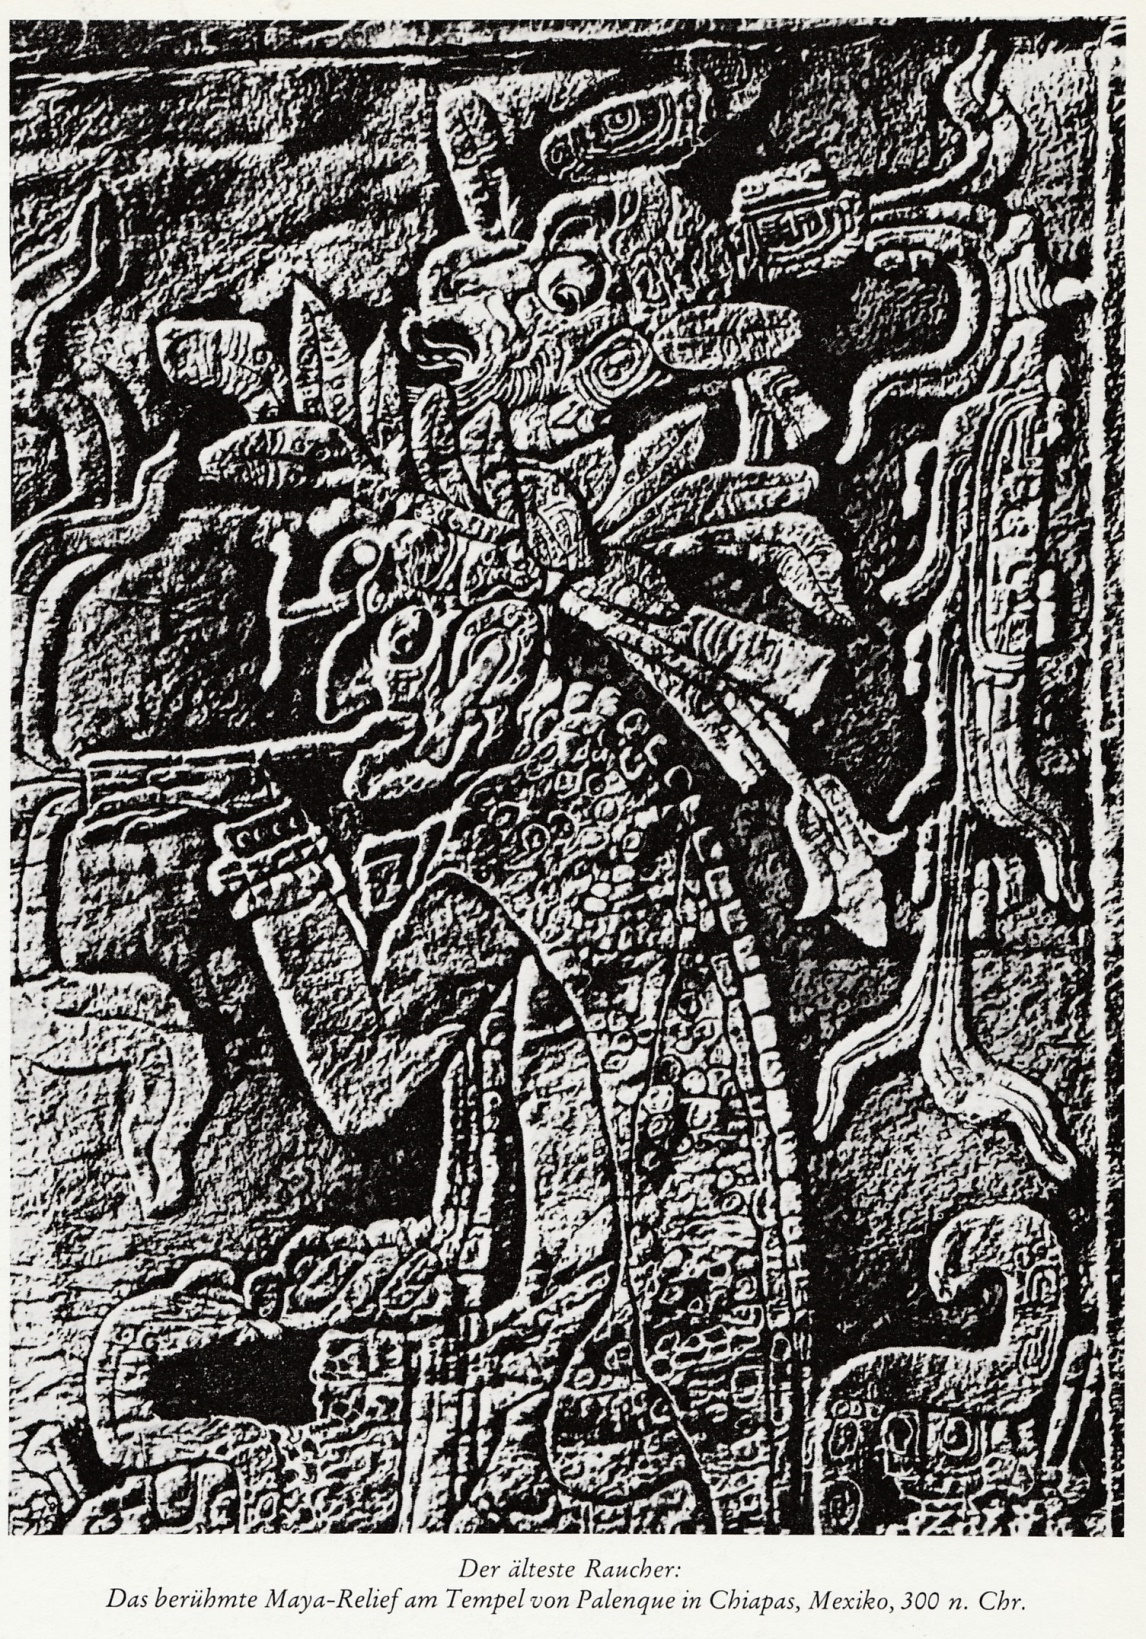 Der älteste Raucher:
Das berühmte Maya-Relief am Tempel von Palenque in Chiapas, Mexiko, 300 n. Chr.